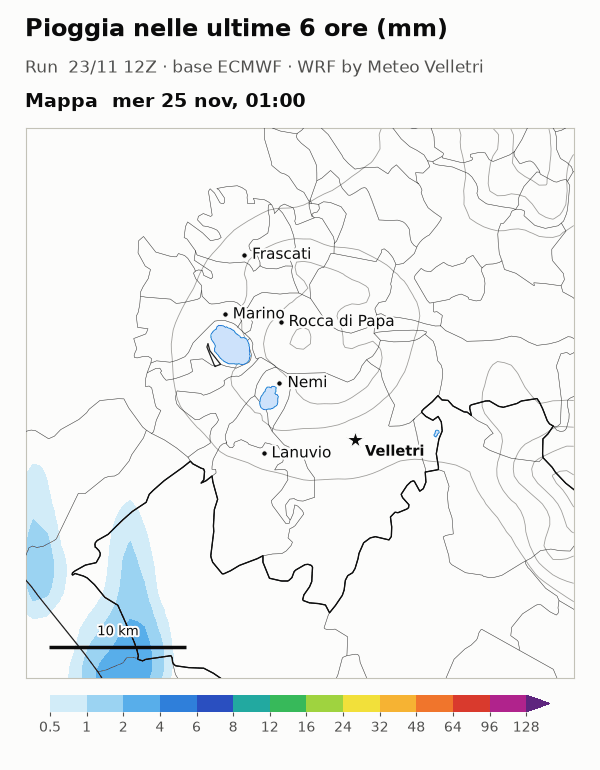 Pioggia nelle ultime 6 ore (mm)
Run  23/11 12Z · base ECMWF · WRF by Meteo Velletri
Mappa  mer 25 nov, 01:00
Frascati
Marino
Rocca di Papa
Nemi
Velletri
Lanuvio
10 km
0.5 1 2 4 6 8 12 16 24 32 48 64 96 128